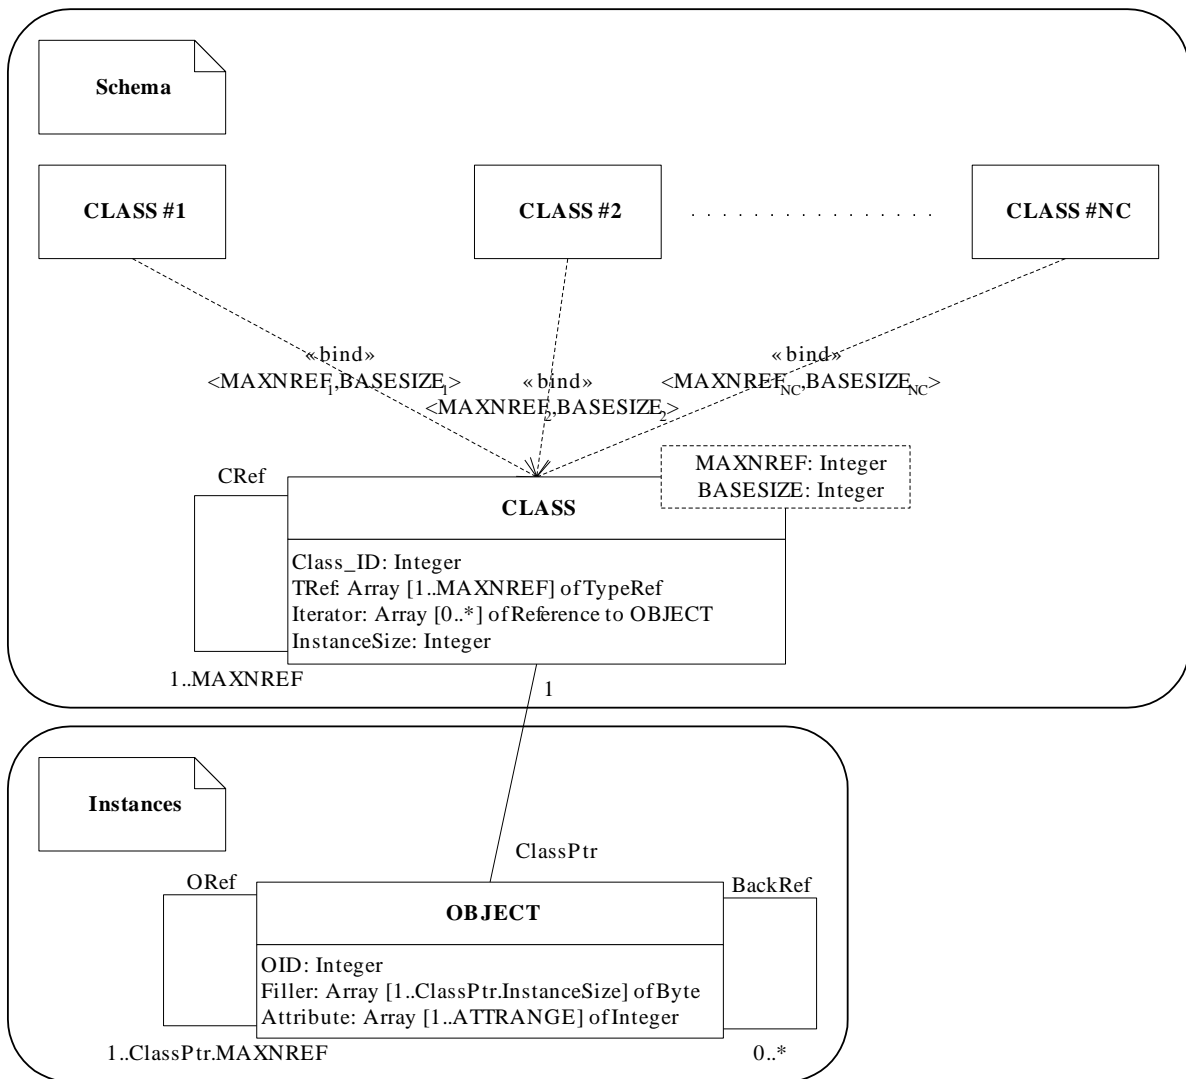 Schema
CLASS #1
CLASS #2
. . . . . . . . . . . . . . . .
CLASS #NC
«bind»
<MAXNREF1,BASESIZE1>
«bind»
<MAXNREF2,BASESIZE2>
«bind»
<MAXNREFNC,BASESIZENC>
MAXNREF: Integer
BASESIZE: Integer
CRef
CLASS
Class_ID: Integer
TRef: Array [1..MAXNREF] of TypeRef
Iterator: Array [0..*] of Reference to OBJECT
InstanceSize: Integer
1..MAXNREF
1
Instances
ClassPtr
ORef
BackRef
OBJECT
OID: Integer
Filler: Array [1..ClassPtr.InstanceSize] of Byte
Attribute: Array [1..ATTRANGE] of Integer
1..ClassPtr.MAXNREF
0..*